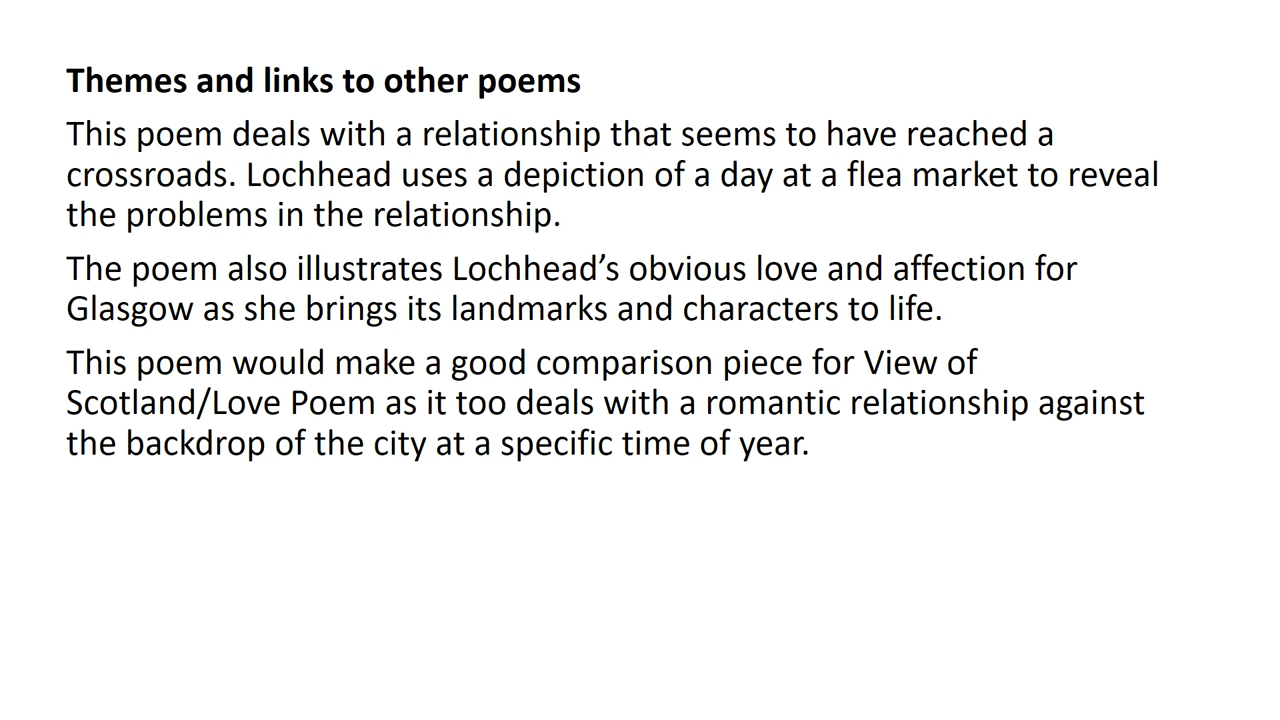 Themes and links to other poems
This poem deals with a relationship that seems to have reached a
crossroads. Lochhead uses a depiction of a day at a flea market to reveal
the problems in the relationship.
The poem also illustrates Lochhead’s obvious love and affection for
Glasgow as she brings its landmarks and characters to life.
This poem would make a good comparison piece for View of
Scotland/Love Poem as it too deals with a romantic relationship against
the backdrop of the city at a specific time of year.